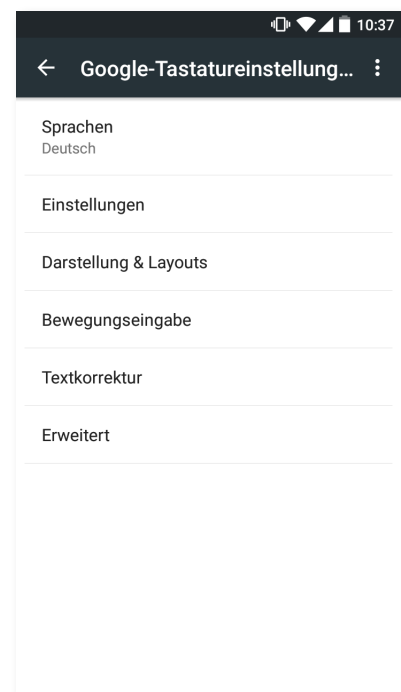 10:37
Google-Tastatureinstellung...
Sprachen
Deutsch
Einstellungen
Darstellung & Layouts
Bewegungseingabe
Textkorrektur
Erweitert